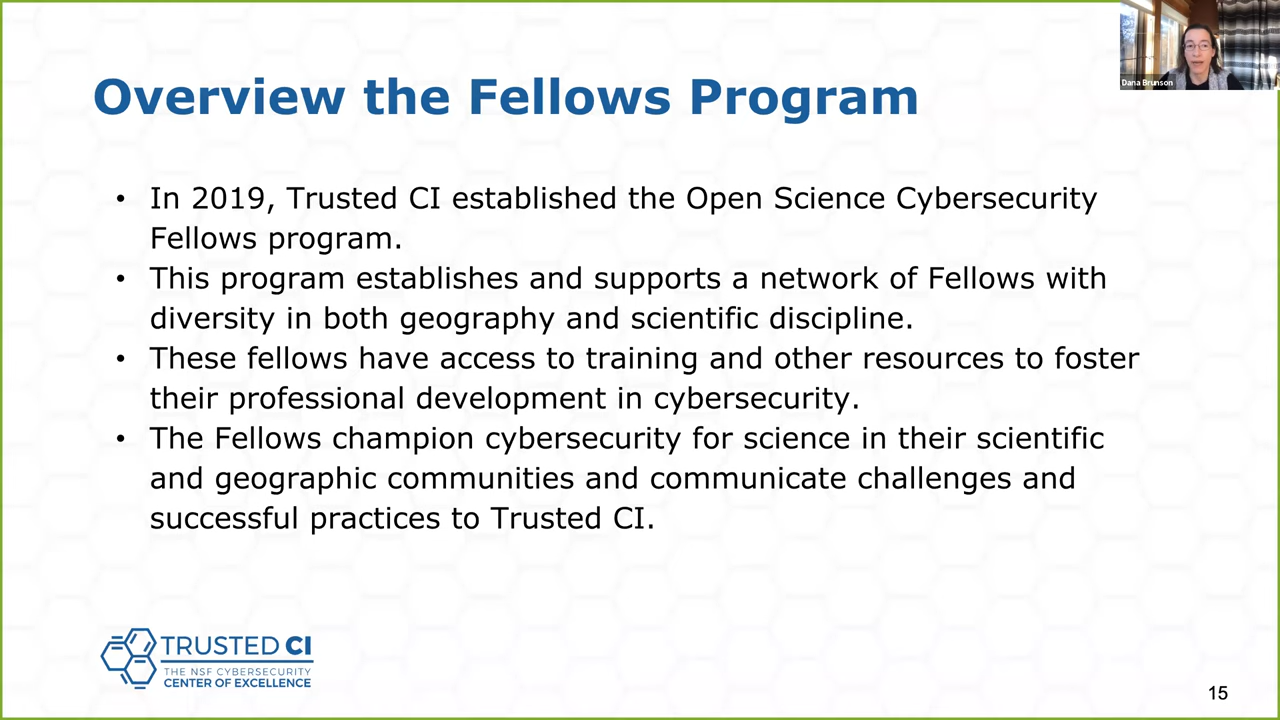 Overview the Fellows Program
Dana Brunson
• In 2019, Trusted CI established the Open Science Cybersecurity
Fellows program.
• This program establishes and supports a network of Fellows with
diversity in both geography and scientific discipline.
• These fellows have access to training and other resources to foster
their professional development in cybersecurity.
• The Fellows champion cybersecurity for science in their scientific
and geographic communities and communicate challenges and
successful practices to Trusted CI.
TRUSTED CI
THE NSF CYBERSECURITY
CENTER OF EXCELLENCE
15